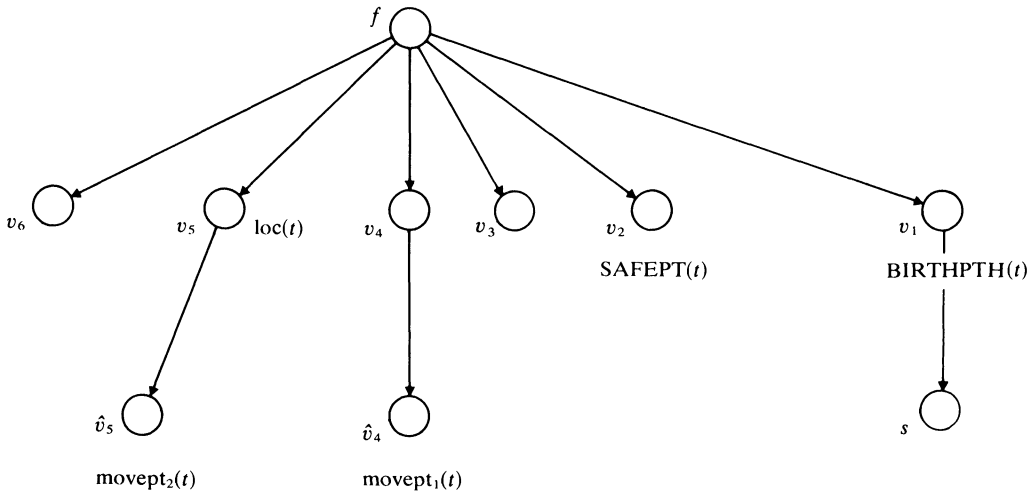 f
v₆ v₅ loc(t) v₄ v₃ v₂ v₁
SAFEPT(t) BIRTHPTH(t)
v̂₅ v̂₄ s
movept₂(t) movept₁(t)